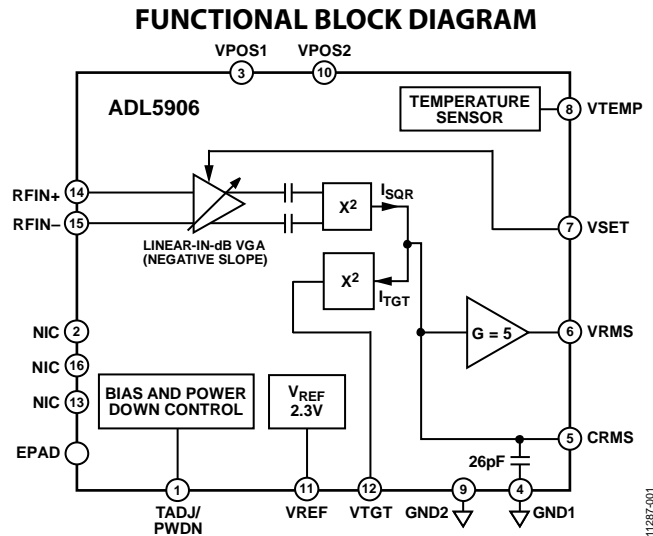 FUNCTIONAL BLOCK DIAGRAM
VPOS1
VPOS2
3
10
ADL5906
TEMPERATURE
SENSOR
8
VTEMP
RFIN+
14
RFIN–
15
LINEAR-IN-dB VGA
(NEGATIVE SLOPE)
X²
I_SQR
7
VSET
X²
I_TGT
NIC
2
G = 5
6
VRMS
NIC
16
NIC
13
BIAS AND POWER
DOWN CONTROL
V_REF
2.3V
5
CRMS
EPAD
26pF
1
11
12
9
4
TADJ/
PWDN
VREF
VTGT
GND2
GND1
11287-001